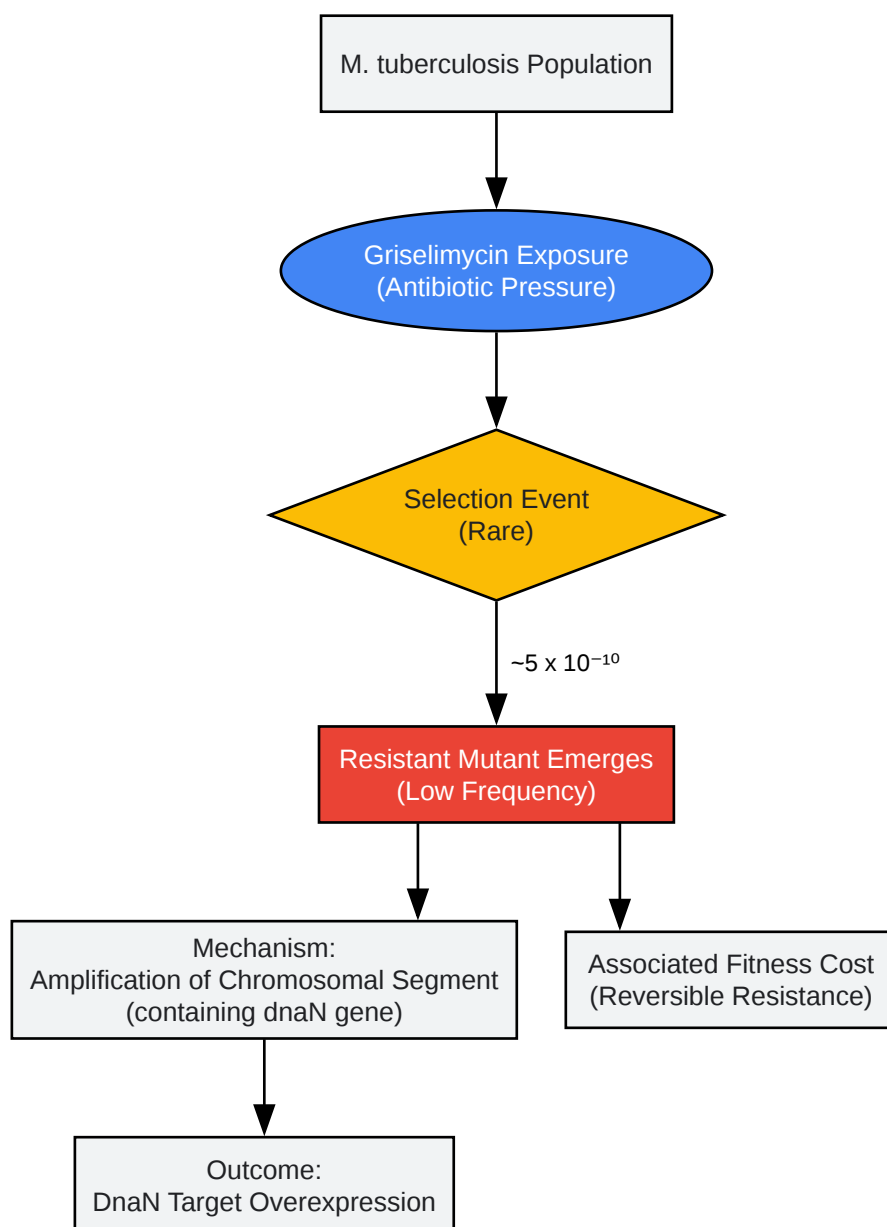 M. tuberculosis Population
Griselimycin Exposure
(Antibiotic Pressure)
Selection Event
(Rare)
~5 x 10⁻¹⁰
Resistant Mutant Emerges
(Low Frequency)
Mechanism:
Amplification of Chromosomal Segment
(containing dnaN gene)
Associated Fitness Cost
(Reversible Resistance)
Outcome:
DnaN Target Overexpression